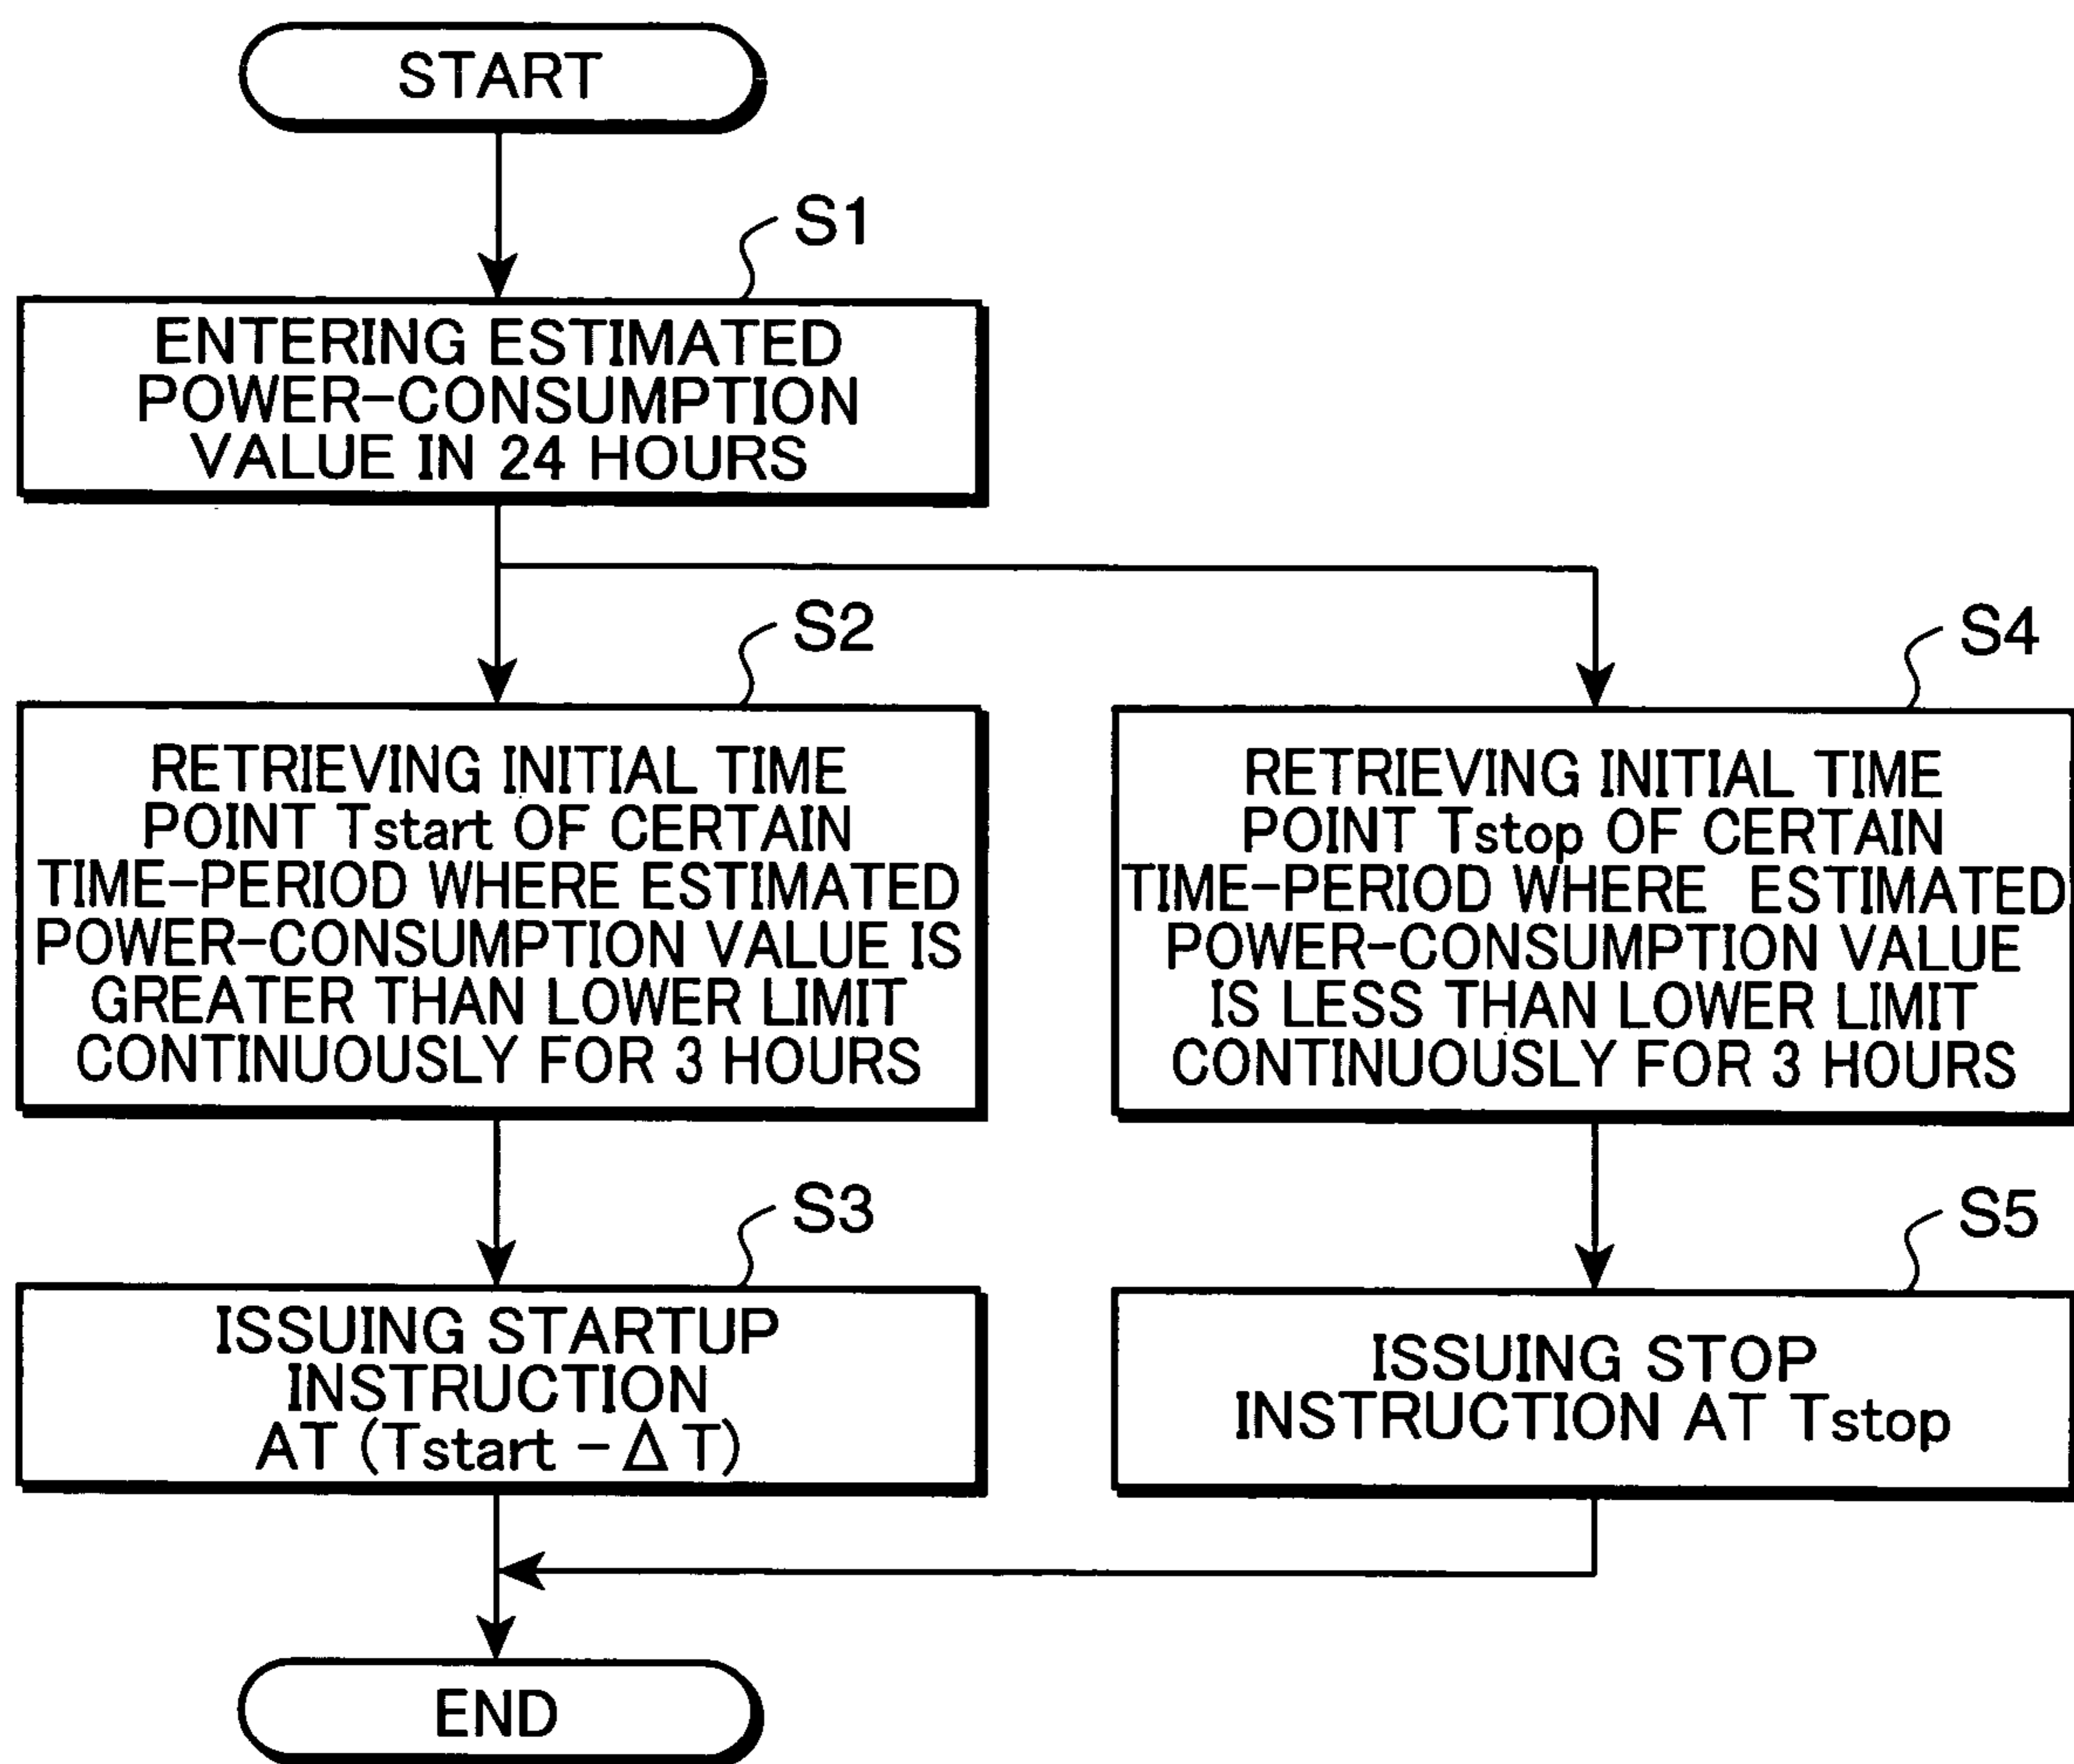 START
S1
ENTERING ESTIMATED
POWER-CONSUMPTION
VALUE IN 24 HOURS
S2
RETRIEVING INITIAL TIME
POINT Tstart OF CERTAIN
TIME-PERIOD WHERE ESTIMATED
POWER-CONSUMPTION VALUE IS
GREATER THAN LOWER LIMIT
CONTINUOUSLY FOR 3 HOURS
S4
RETRIEVING INITIAL TIME
POINT Tstop OF CERTAIN
TIME-PERIOD WHERE ESTIMATED
POWER-CONSUMPTION VALUE
IS LESS THAN LOWER LIMIT
CONTINUOUSLY FOR 3 HOURS
S3
ISSUING STARTUP
INSTRUCTION
AT (Tstart -Δ T)
S5
ISSUING STOP
INSTRUCTION AT Tstop
END